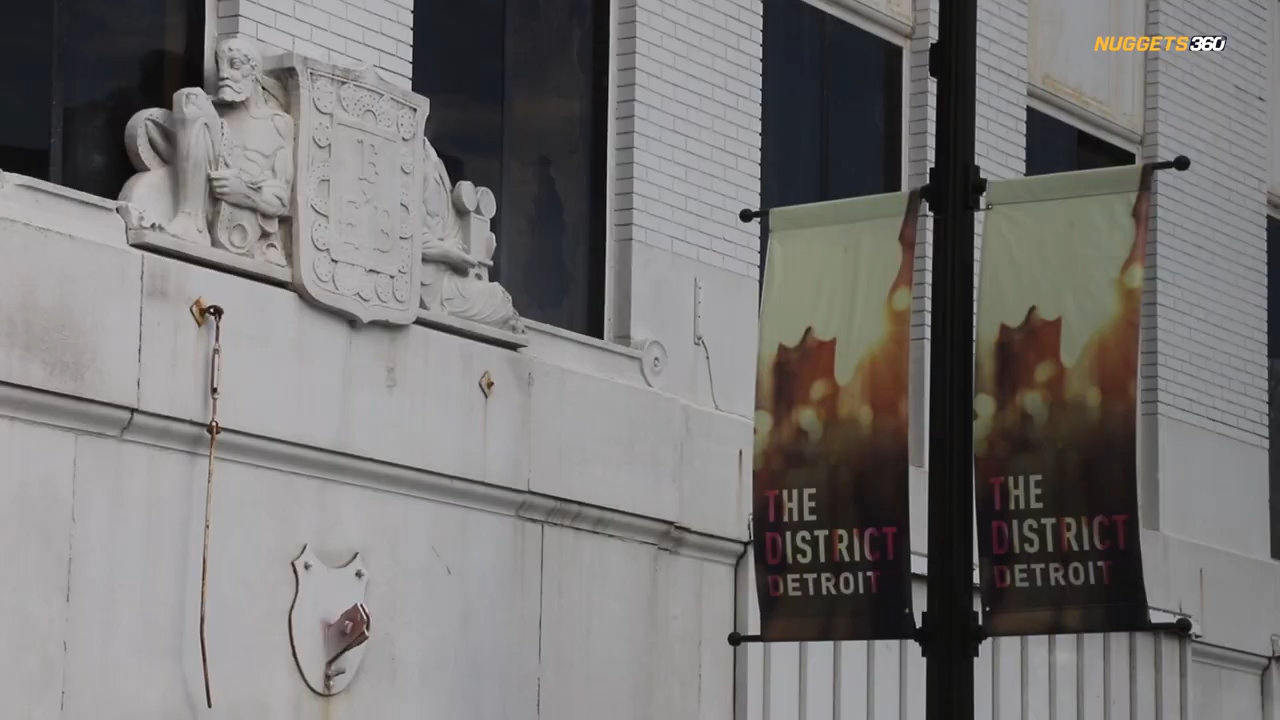 NUGGETS360
THE
DISTRICT
DETROIT
THE
DISTRICT
DETROIT